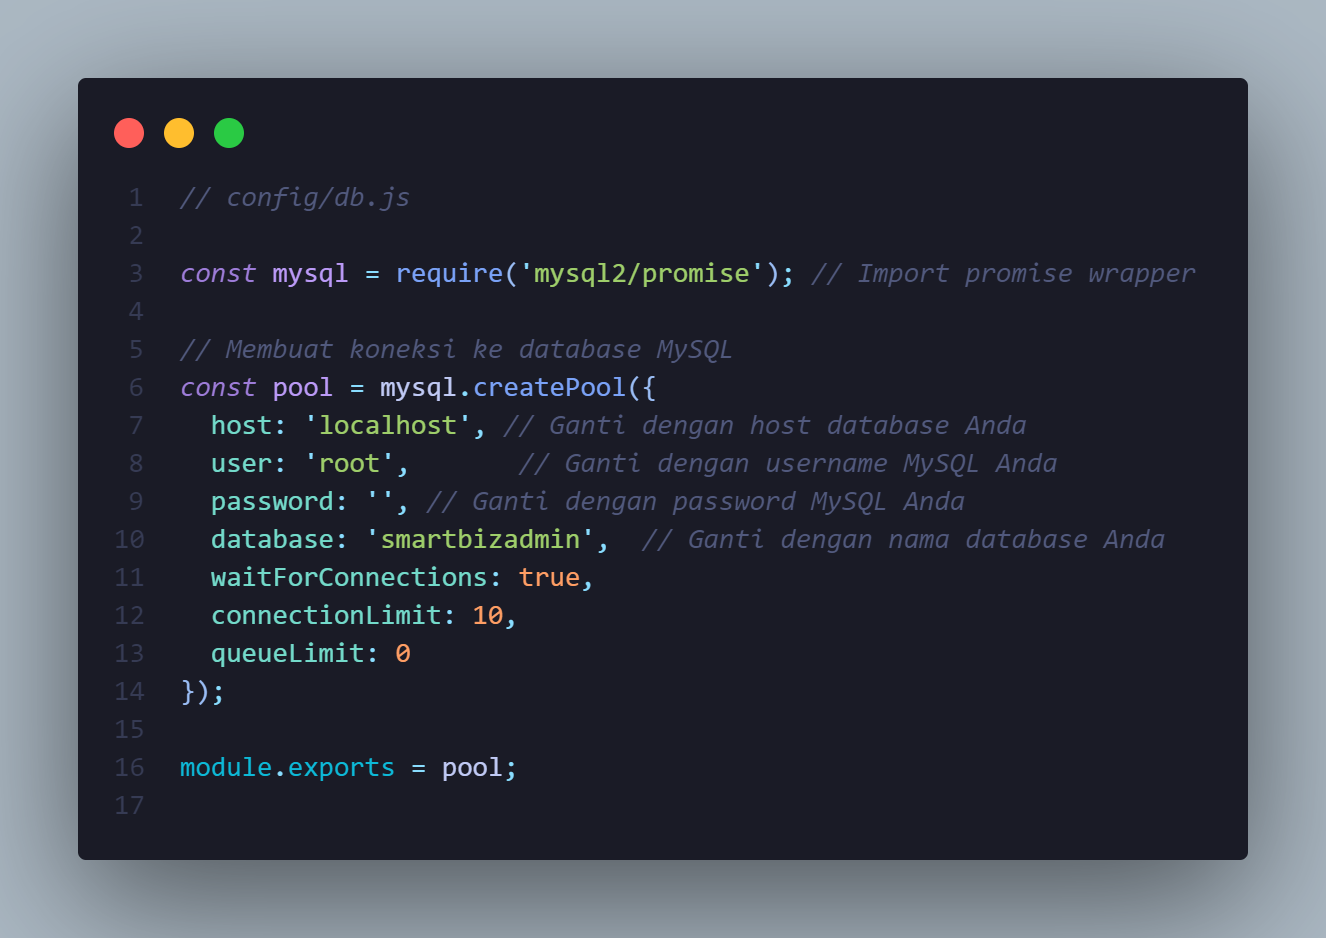 1 // config/db.js
2
3 const mysql = require('mysql2/promise'); // Import promise wrapper
4
5 // Membuat koneksi ke database MySQL
6 const pool = mysql.createPool({
7   host: 'localhost', // Ganti dengan host database Anda
8   user: 'root',       // Ganti dengan username MySQL Anda
9   password: '', // Ganti dengan password MySQL Anda
10   database: 'smartbizadmin',  // Ganti dengan nama database Anda
11   waitForConnections: true,
12   connectionLimit: 10,
13   queueLimit: 0
14 });
15
16 module.exports = pool;
17